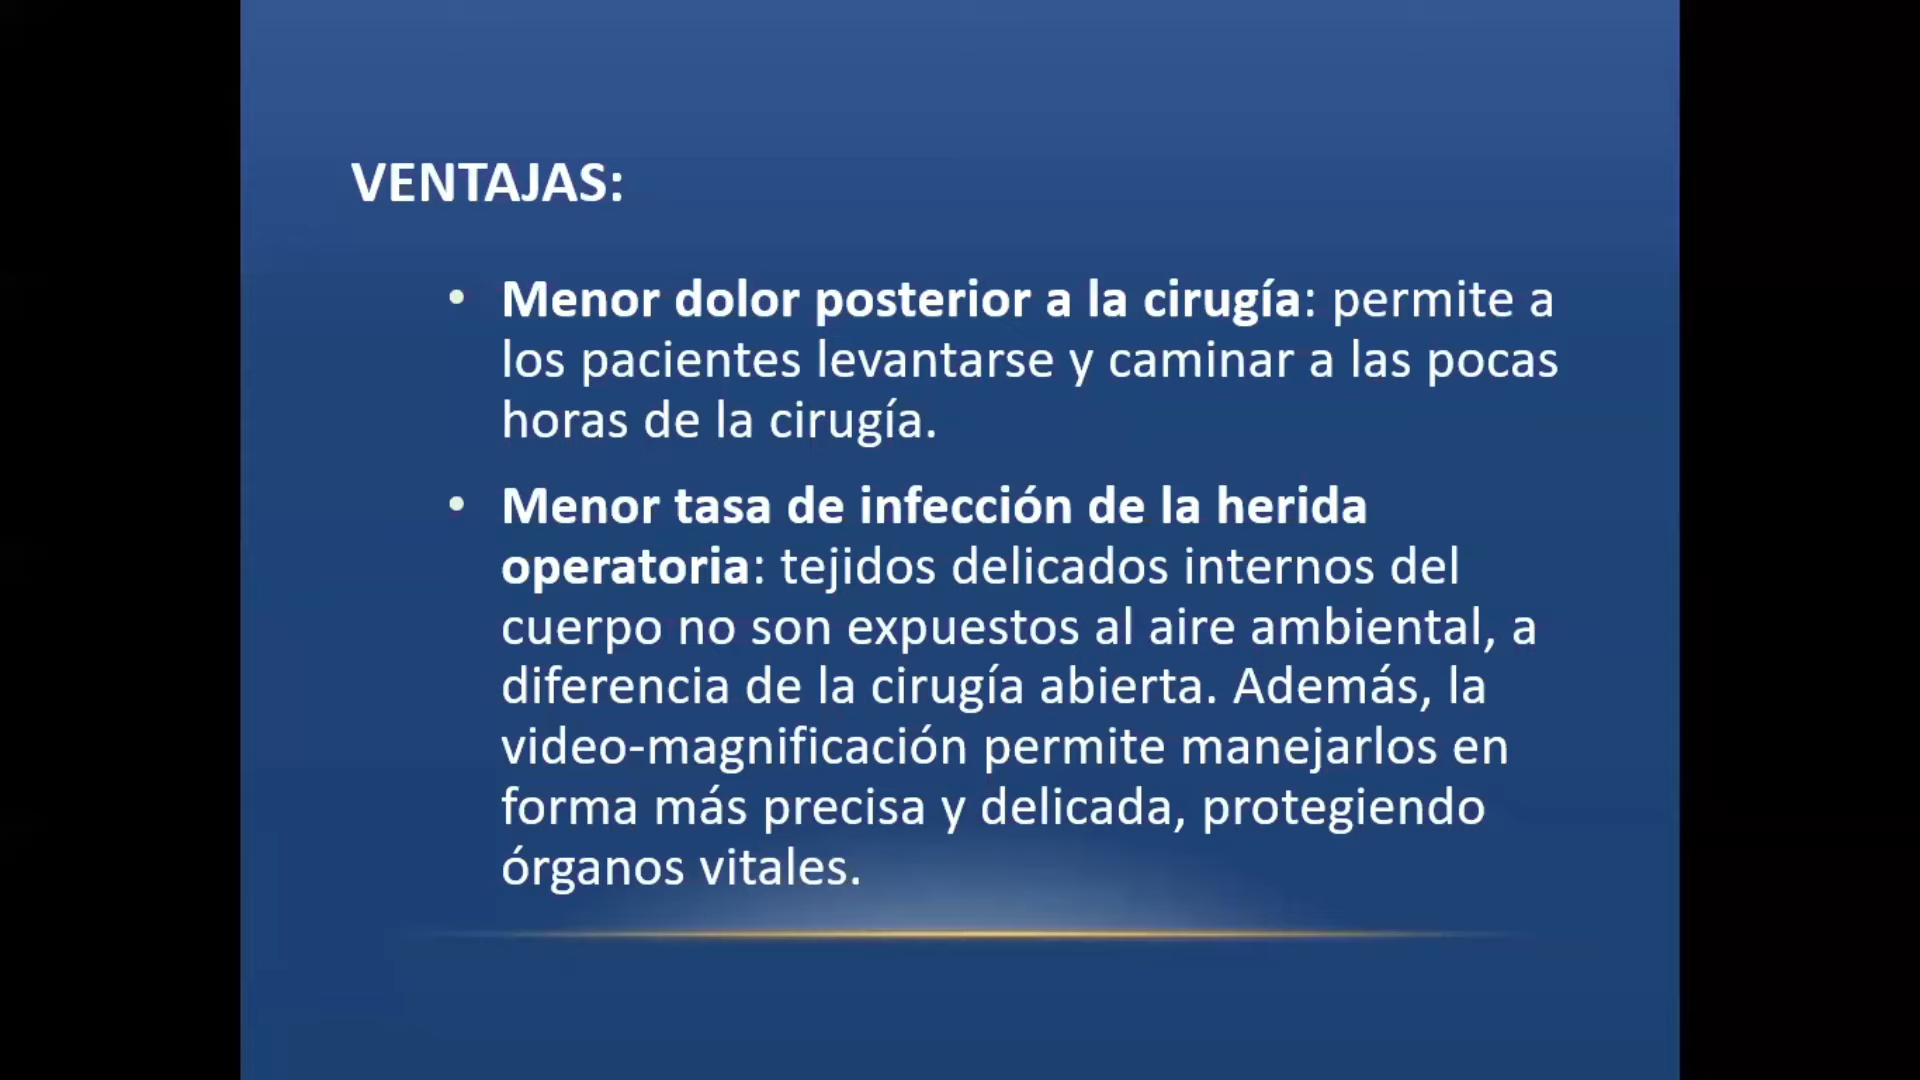 VENTAJAS:
• Menor dolor posterior a la cirugía: permite a
los pacientes levantarse y caminar a las pocas
horas de la cirugía.
• Menor tasa de infección de la herida
operatoria: tejidos delicados internos del
cuerpo no son expuestos al aire ambiental, a
diferencia de la cirugía abierta. Además, la
video-magnificación permite manejarlos en
forma más precisa y delicada, protegiendo
órganos vitales.